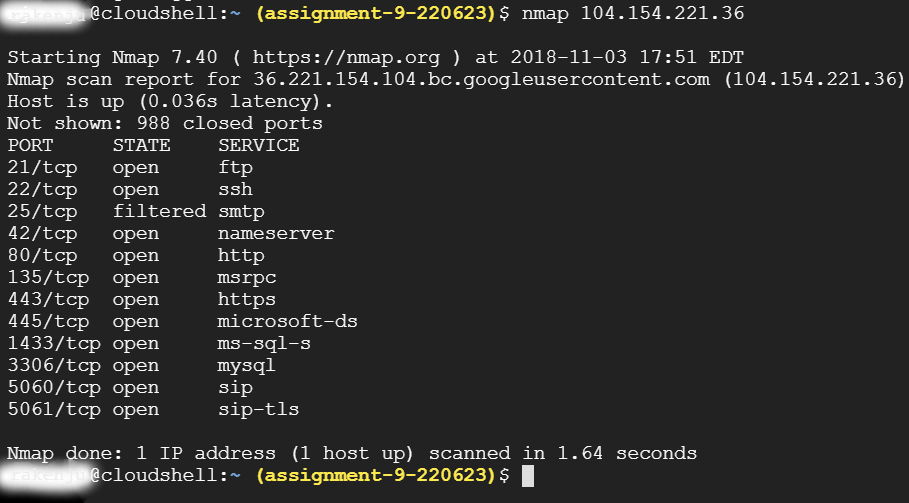 @cloudshell:~ (assignment-9-220623)$ nmap 104.154.221.36
Starting Nmap 7.40 ( https://nmap.org ) at 2018-11-03 17:51 EDT
Nmap scan report for 36.221.154.104.bc.googleusercontent.com (104.154.221.36)
Host is up (0.036s latency).
Not shown: 988 closed ports
PORT     STATE    SERVICE
21/tcp   open     ftp
22/tcp   open     ssh
25/tcp   filtered smtp
42/tcp   open     nameserver
80/tcp   open     http
135/tcp  open     msrpc
443/tcp  open     https
445/tcp  open     microsoft-ds
1433/tcp open     ms-sql-s
3306/tcp open     mysql
5060/tcp open     sip
5061/tcp open     sip-tls
Nmap done: 1 IP address (1 host up) scanned in 1.64 seconds
@cloudshell:~ (assignment-9-220623)$